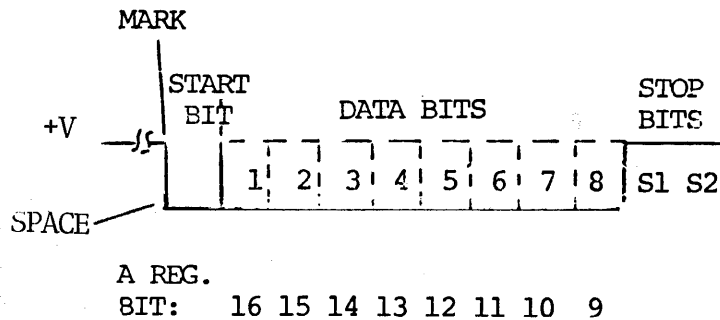 MARK
START
BIT
DATA BITS
STOP
BITS
+V
1 2 3 4 5 6 7 8 S1 S2
SPACE
A REG.
BIT: 16 15 14 13 12 11 10 9